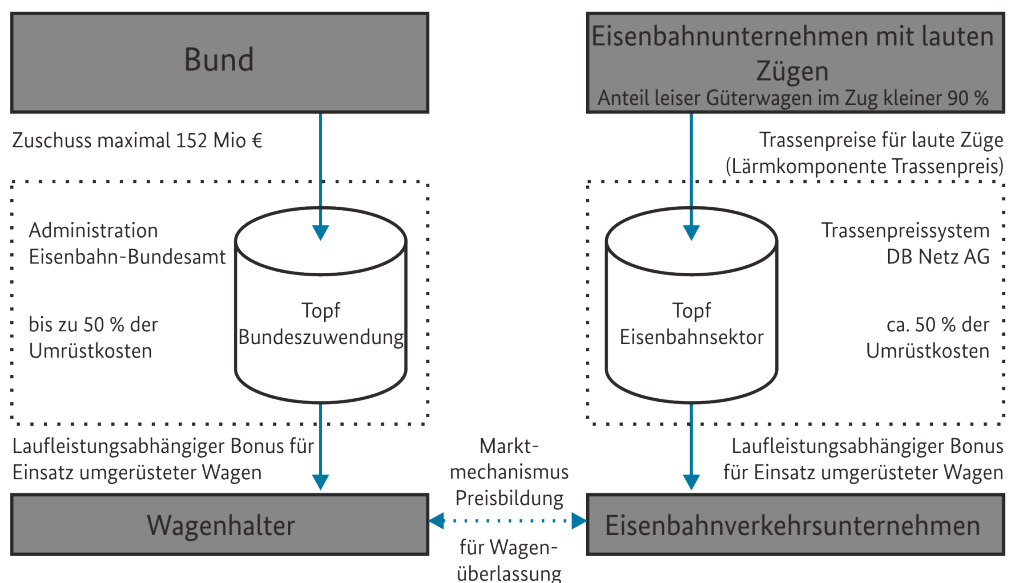 Bund
Zuschuss maximal 152 Mio €
Administration
Eisenbahn-Bundesamt
bis zu 50 % der
Umrüstkosten
Topf
Bundeszuwendung
Laufleistungsabhängiger Bonus für
Einsatz umgerüsteter Wagen
Wagenhalter
Markt-
mechanismus
Preisbildung
für Wagen-
überlassung
Eisenbahnunternehmen mit lauten
Zügen
Anteil leiser Güterwagen im Zug kleiner 90 %
Trassenpreise für laute Züge
(Lärmkomponente Trassenpreis)
Topf
Eisenbahnsektor
Trassenpreissystem
DB Netz AG
ca. 50 % der
Umrüstkosten
Laufleistungsabhängiger Bonus
für Einsatz umgerüsteter Wagen
Eisenbahnverkehrsunternehmen